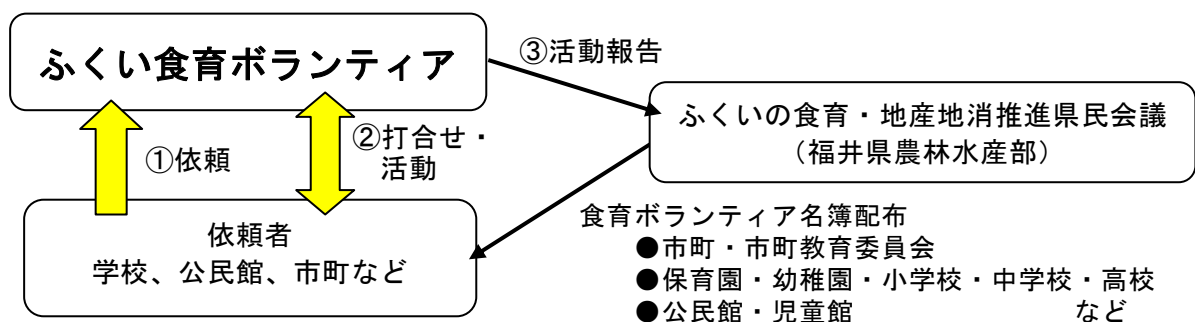 ふくい食育ボランティア
③活動報告
ふくいの食育・地産地消推進県民会議
（福井県農林水産部）
①依頼
②打合せ・
活動
依頼者
学校、公民館、市町など
食育ボランティア名簿配布
●市町・市町教育委員会
●保育園・幼稚園・小学校・中学校・高校
●公民館・児童館 など